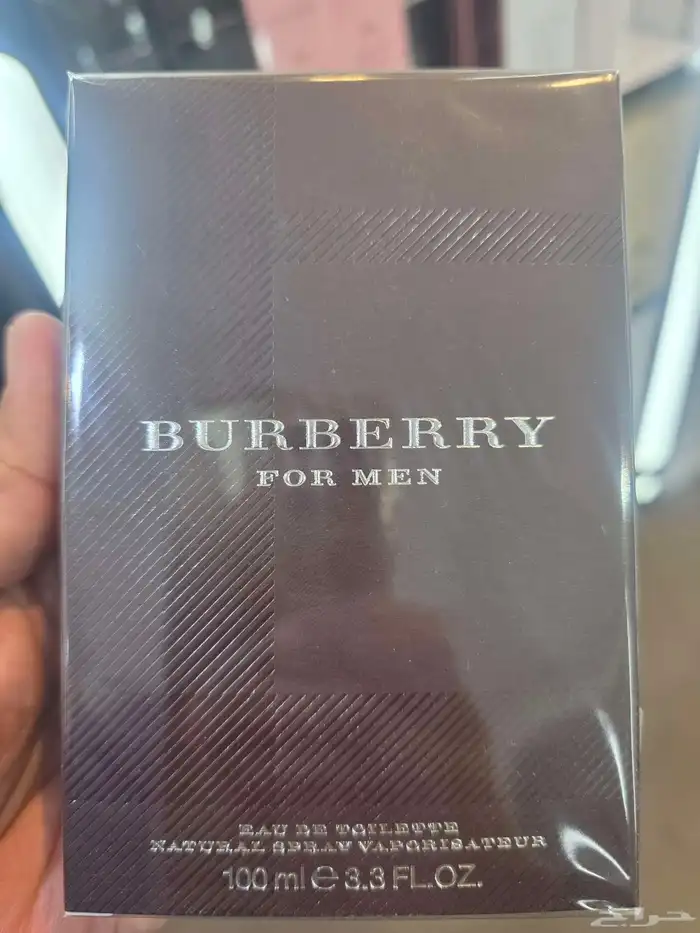 BURBERRY
FOR MEN
EAU DE TOILETTE
NATURAL SPRAY VAPORISATEUR
100 ml ℮ 3.3 FL.OZ.
حراج